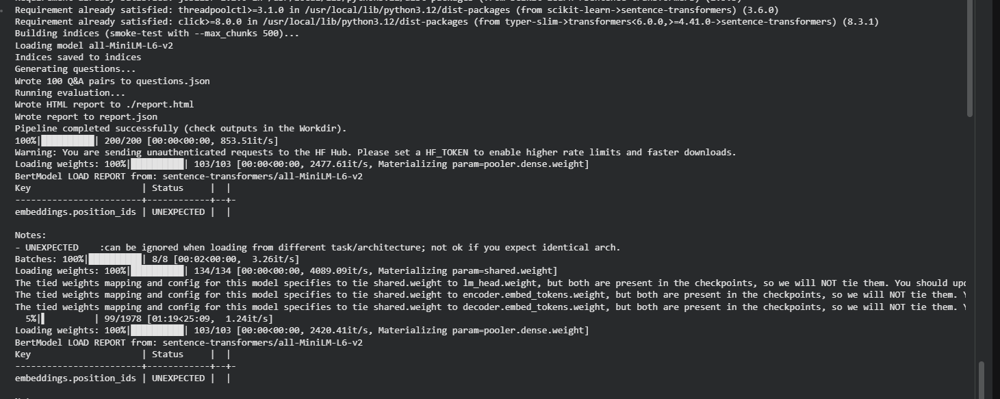 Requirement already satisfied: threadpoolctl>=3.1.0 in /usr/local/lib/python3.12/dist-packages (from scikit-learn->sentence-transformers) (3.6.0)
Requirement already satisfied: click>=8.0.0 in /usr/local/lib/python3.12/dist-packages (from typer-slim->transformers<6.0.0,>=4.41.0->sentence-transformers) (8.3.1)
Building indices (smoke-test with --max_chunks 500)...
Loading model all-MiniLM-L6-v2
Indices saved to indices
Generating questions...
Wrote 100 Q&A pairs to questions.json
Running evaluation...
Wrote HTML report to ./report.html
Wrote report to report.json
Pipeline completed successfully (check outputs in the Workdir).
100%|██████████| 200/200 [00:00<00:00, 853.51it/s]
Warning: You are sending unauthenticated requests to the HF Hub. Please set a HF_TOKEN to enable higher rate limits and faster downloads.
Loading weights: 100%|██████████| 103/103 [00:00<00:00, 2477.61it/s, Materializing param=pooler.dense.weight]
BertModel LOAD REPORT from: sentence-transformers/all-MiniLM-L6-v2
Key                     | Status     |  |
------------------------+------------+--+-
embeddings.position_ids | UNEXPECTED |  |
Notes:
- UNEXPECTED    :can be ignored when loading from different task/architecture; not ok if you expect identical arch.
Batches: 100%|██████████| 8/8 [00:02<00:00,  3.26it/s]
Loading weights: 100%|██████████| 134/134 [00:00<00:00, 4089.09it/s, Materializing param=shared.weight]
The tied weights mapping and config for this model specifies to tie shared.weight to lm_head.weight, but both are present in the checkpoints, so we will NOT tie them. You should
The tied weights mapping and config for this model specifies to tie shared.weight to encoder.embed_tokens.weight, but both are present in the checkpoints, so we will NOT tie them.
The tied weights mapping and config for this model specifies to tie shared.weight to decoder.embed_tokens.weight, but both are present in the checkpoints, so we will NOT tie them.
5%|▌         | 99/1978 [01:19<25:09,  1.24it/s]
Loading weights: 100%|██████████| 103/103 [00:00<00:00, 2420.41it/s, Materializing param=pooler.dense.weight]
BertModel LOAD REPORT from: sentence-transformers/all-MiniLM-L6-v2
Key                     | Status     |  |
------------------------+------------+--+-
embeddings.position_ids | UNEXPECTED |  |